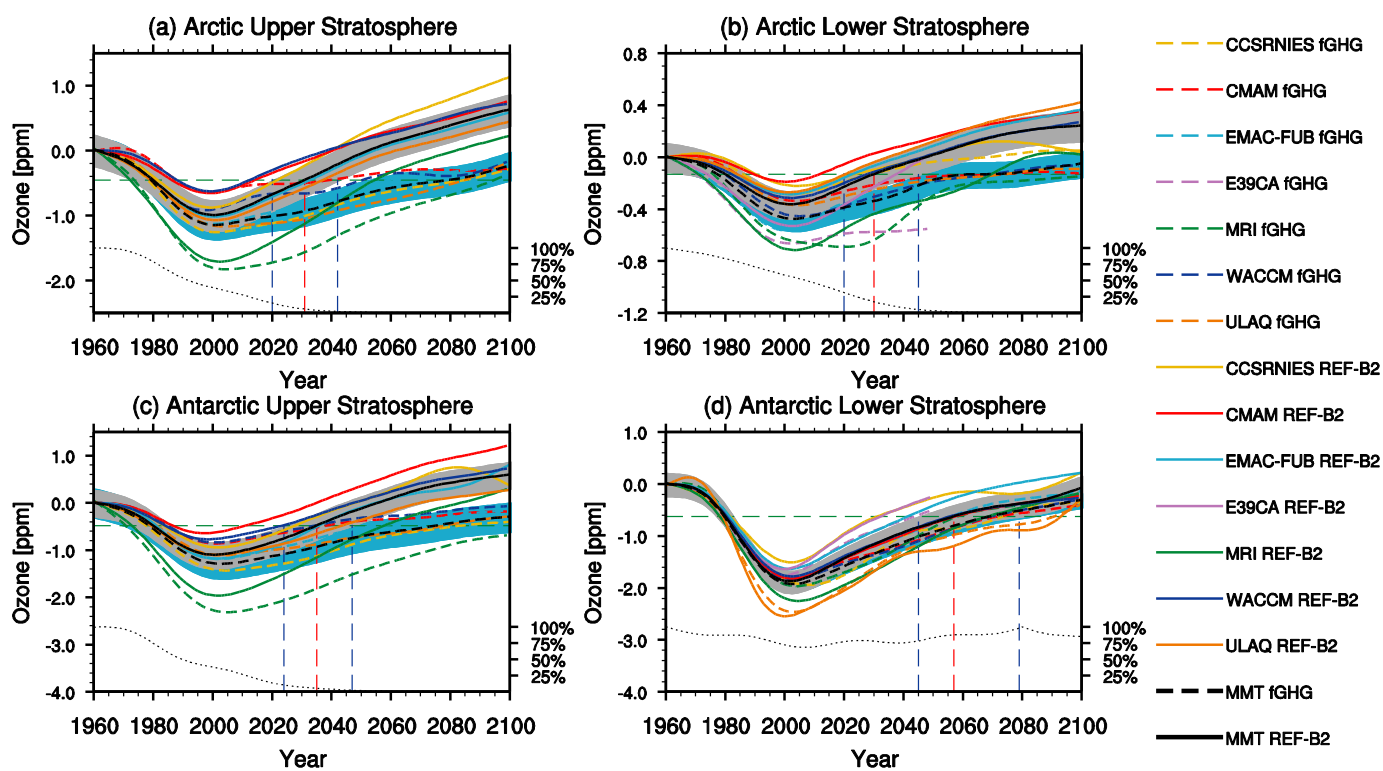 (a) Arctic Upper Stratosphere
1.0
0.0
-1.0
-2.0
Ozone [ppm]
100%
75%
50%
25%
1960 1980 2000 2020 2040 2060 2080 2100
Year
(b) Arctic Lower Stratosphere
0.8
0.4
0.0
-0.4
-0.8
-1.2
Ozone [ppm]
100%
75%
50%
25%
1960 1980 2000 2020 2040 2060 2080 2100
Year
(c) Antarctic Upper Stratosphere
1.0
0.0
-1.0
-2.0
-3.0
-4.0
Ozone [ppm]
100%
75%
50%
25%
1960 1980 2000 2020 2040 2060 2080 2100
Year
(d) Antarctic Lower Stratosphere
1.0
0.0
-1.0
-2.0
-3.0
-4.0
Ozone [ppm]
100%
75%
50%
25%
1960 1980 2000 2020 2040 2060 2080 2100
Year
CCSRNIES fGHG
CMAM fGHG
EMAC-FUB fGHG
E39CA fGHG
MRI fGHG
WACCM fGHG
ULAQ fGHG
CCSRNIES REF-B2
CMAM REF-B2
EMAC-FUB REF-B2
E39CA REF-B2
MRI REF-B2
WACCM REF-B2
ULAQ REF-B2
MMT fGHG
MMT REF-B2